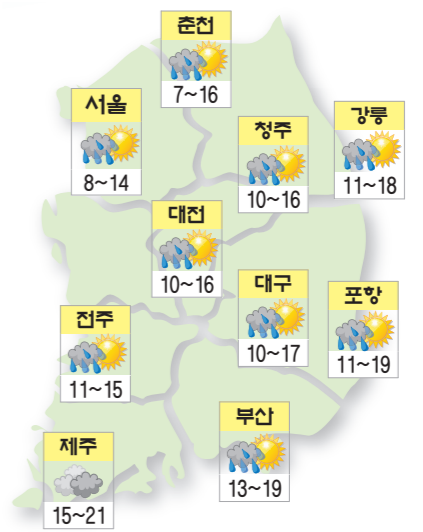 춘천
7~16
서울
8~14
청주
10~16
강릉
11~18
대전
10~16
대구
10~17
포항
11~19
전주
11~15
부산
13~19
제주
15~21